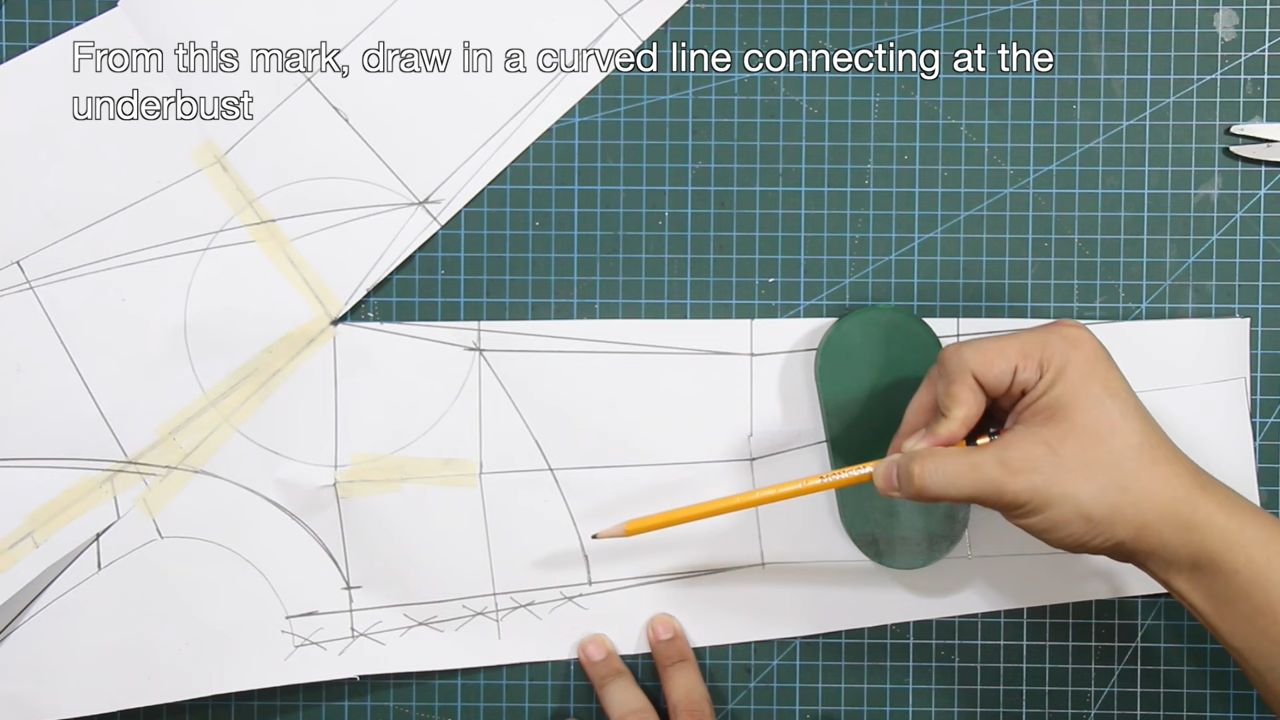 From this mark, draw in a curved line connecting at the
underbust